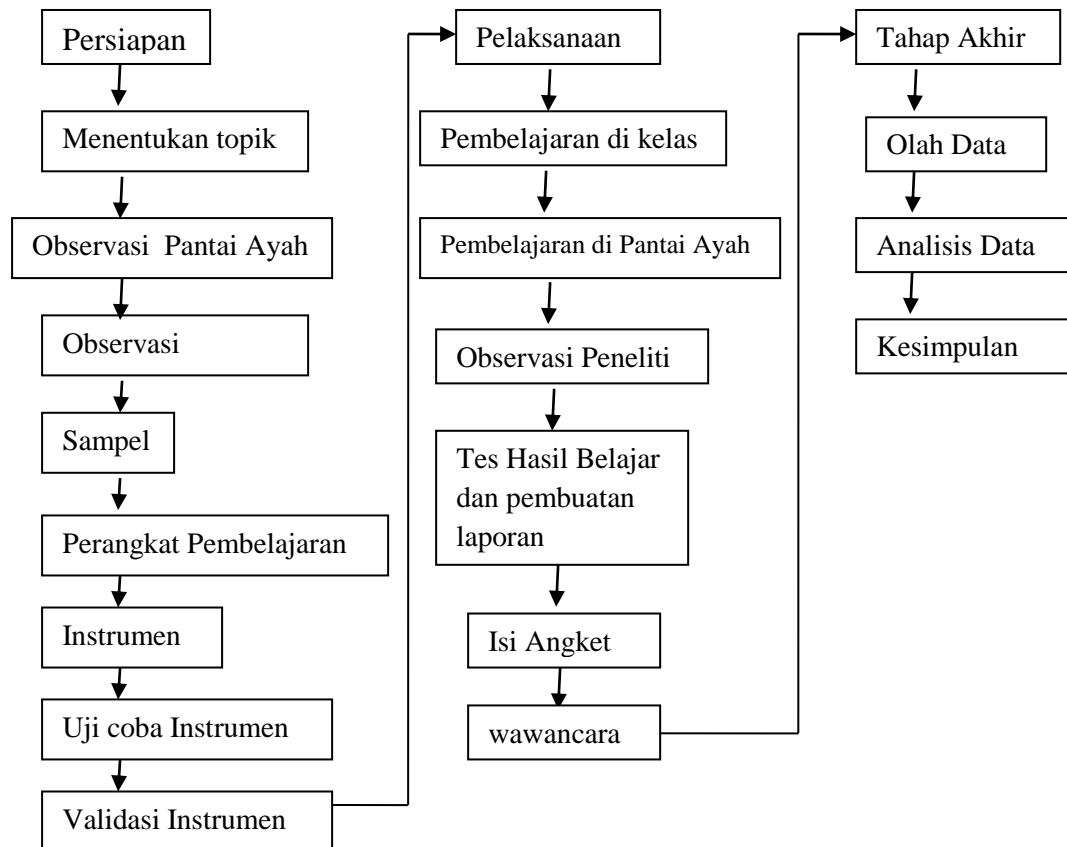 Persiapan
Menentukan topik
Observasi  Pantai Ayah
Observasi
Sampel
Perangkat Pembelajaran
Instrumen
Uji coba Instrumen
Validasi Instrumen
Pelaksanaan
Pembelajaran di kelas
Pembelajaran di Pantai Ayah
Observasi Peneliti
Tes Hasil Belajar
dan pembuatan
laporan
Isi Angket
wawancara
Tahap Akhir
Olah Data
Analisis Data
Kesimpulan